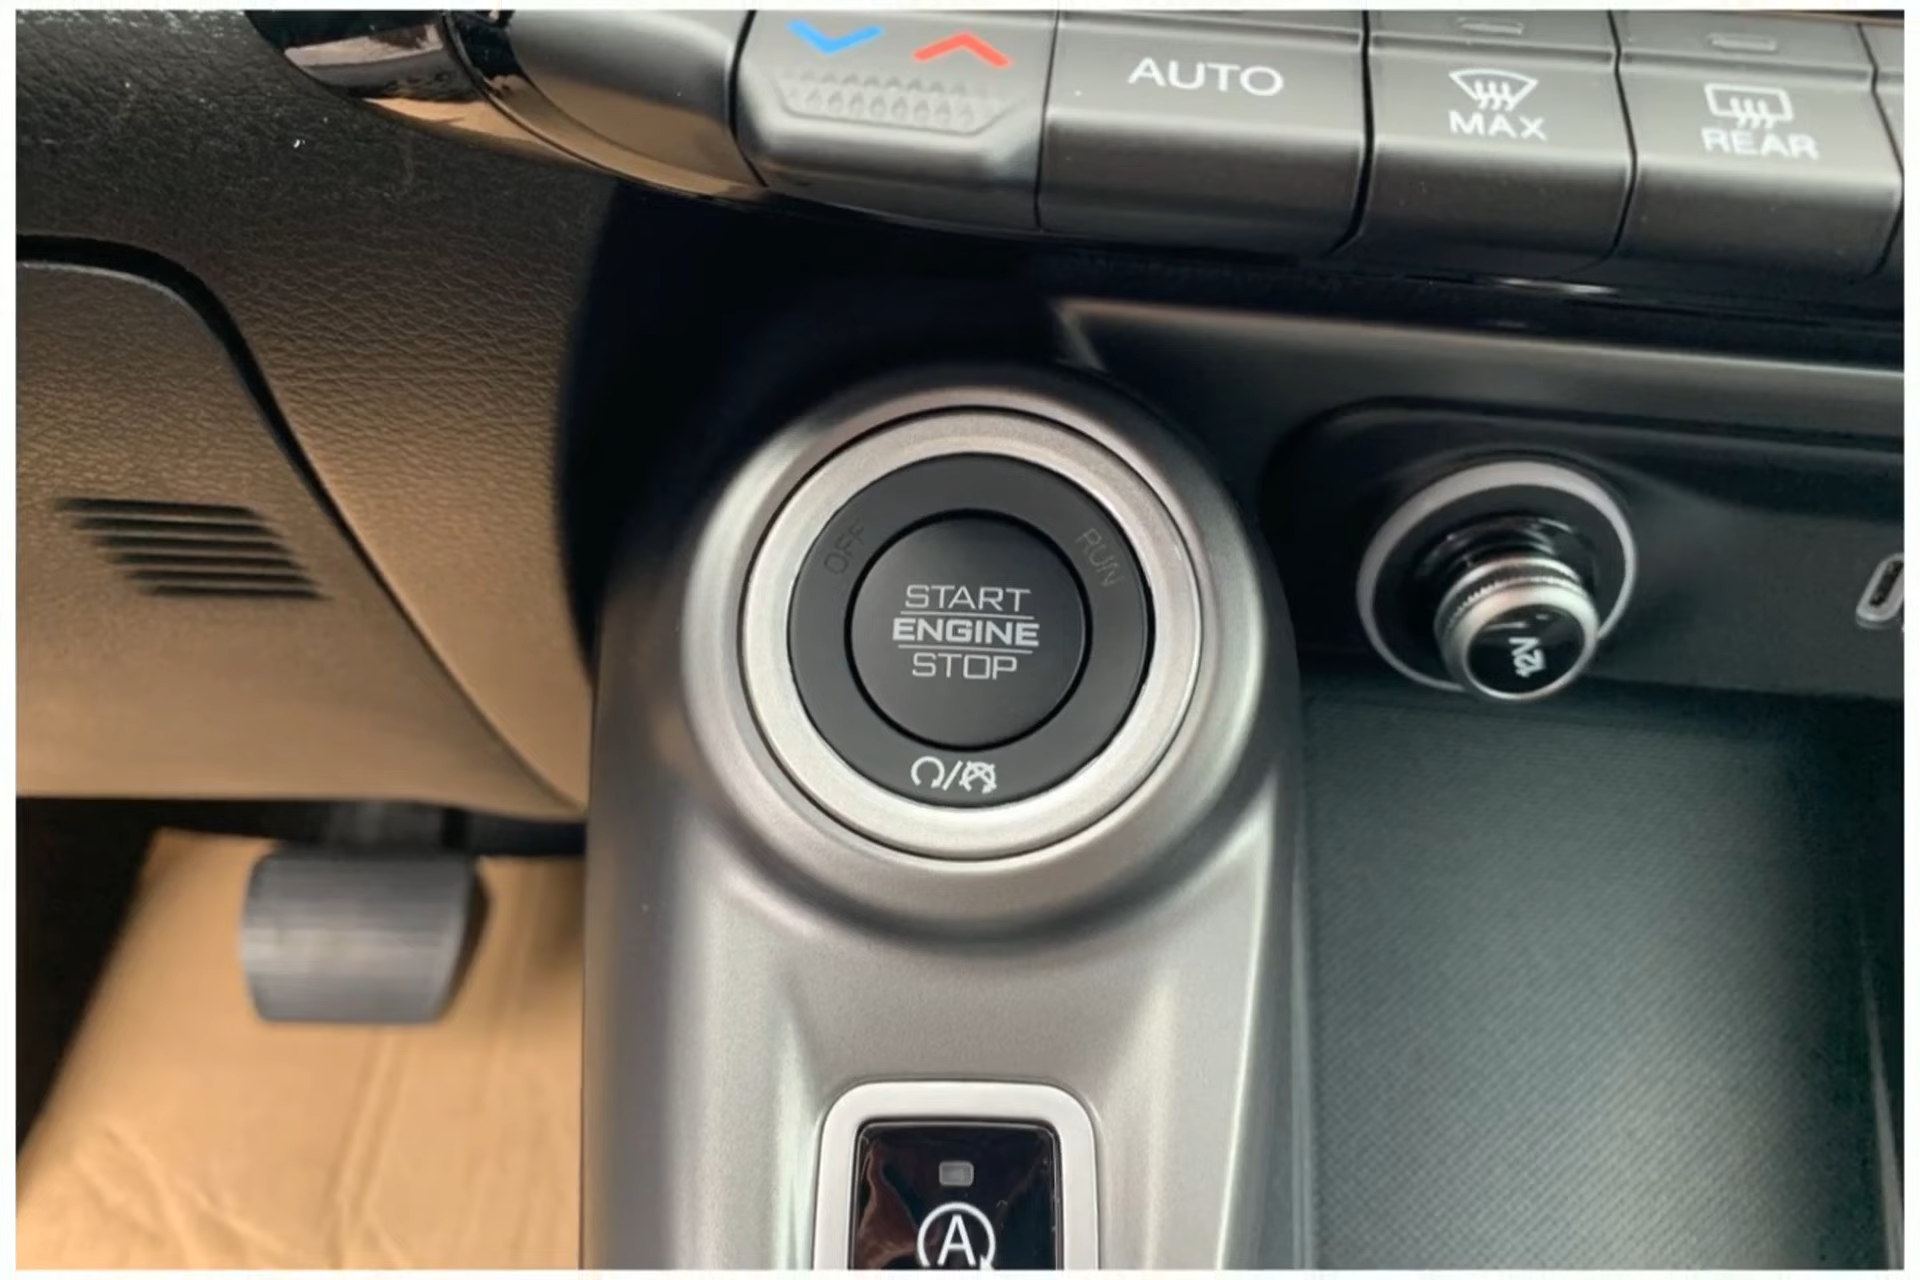 AUTO
MAX
REAR
OFF
RUN
START
ENGINE
STOP
12V
A